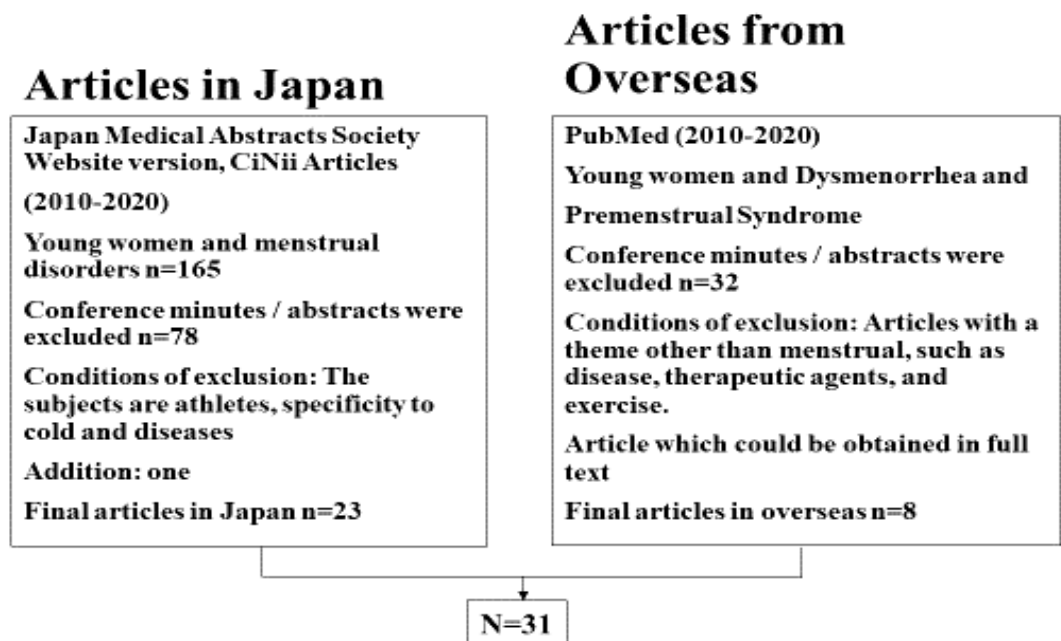 Articles in Japan
Japan Medical Abstracts Society
Website version, CiNii Articles
(2010-2020)
Young women and menstrual
disorders n=165
Conference minutes / abstracts were
excluded n=78
Conditions of exclusion: The
subjects are athletes, specificity to
cold and diseases
Addition: one
Final articles in Japan n=23
Articles from
Overseas
PubMed (2010-2020)
Young women and Dysmenorrhea and
Premenstrual Syndrome
Conference minutes / abstracts were
excluded n=32
Conditions of exclusion: Articles with a
theme other than menstrual, such as
disease, therapeutic agents, and
exercise.
Article which could be obtained in full
text
Final articles in overseas n=8
N=31